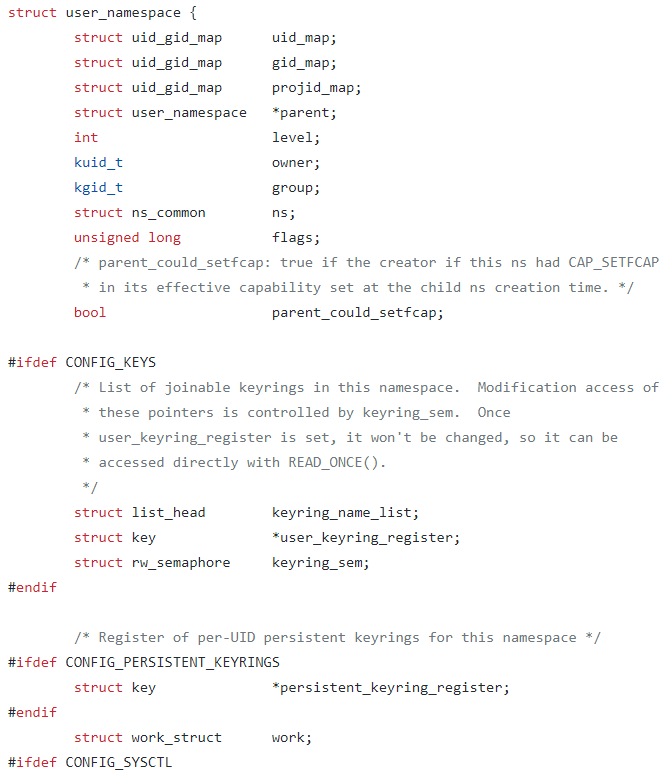 struct user_namespace {
        struct uid_gid_map      uid_map;
        struct uid_gid_map      gid_map;
        struct uid_gid_map      projid_map;
        struct user_namespace   *parent;
        int                     level;
        kuid_t                  owner;
        kgid_t                  group;
        struct ns_common        ns;
        unsigned long           flags;
        /* parent_could_setfcap: true if the creator if this ns had CAP_SETFCAP
         * in its effective capability set at the child ns creation time. */
        bool                    parent_could_setfcap;

#ifdef CONFIG_KEYS
        /* List of joinable keyrings in this namespace.  Modification access of
         * these pointers is controlled by keyring_sem.  Once
         * user_keyring_register is set, it won't be changed, so it can be
         * accessed directly with READ_ONCE().
         */
        struct list_head        keyring_name_list;
        struct key              *user_keyring_register;
        struct rw_semaphore     keyring_sem;
#endif

        /* Register of per-UID persistent keyrings for this namespace */
#ifdef CONFIG_PERSISTENT_KEYRINGS
        struct key              *persistent_keyring_register;
#endif
        struct work_struct      work;
#ifdef CONFIG_SYSCTL